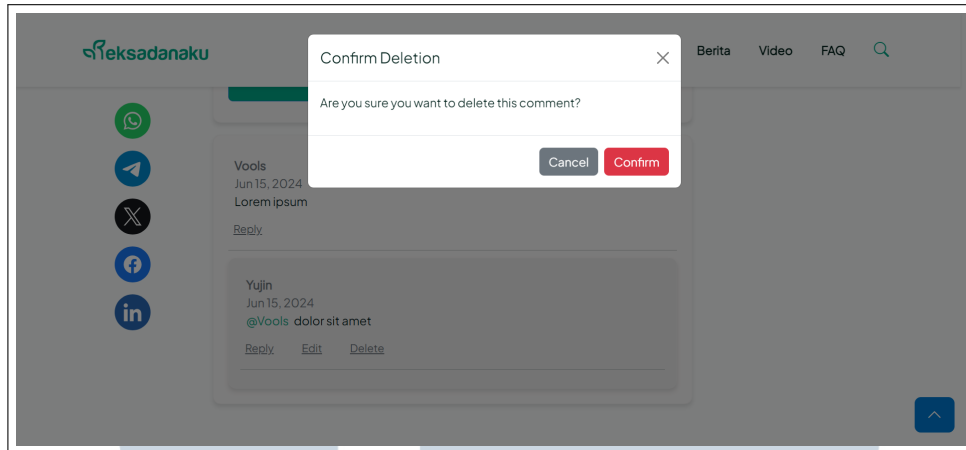 Reksadanaku
Berita Video FAQ
Confirm Deletion
Are you sure you want to delete this comment?
Cancel Confirm
Vools
Jun 15, 2024
Lorem ipsum
Reply
Yujin
Jun 15, 2024
@Vools dolor sit amet
Reply Edit Delete